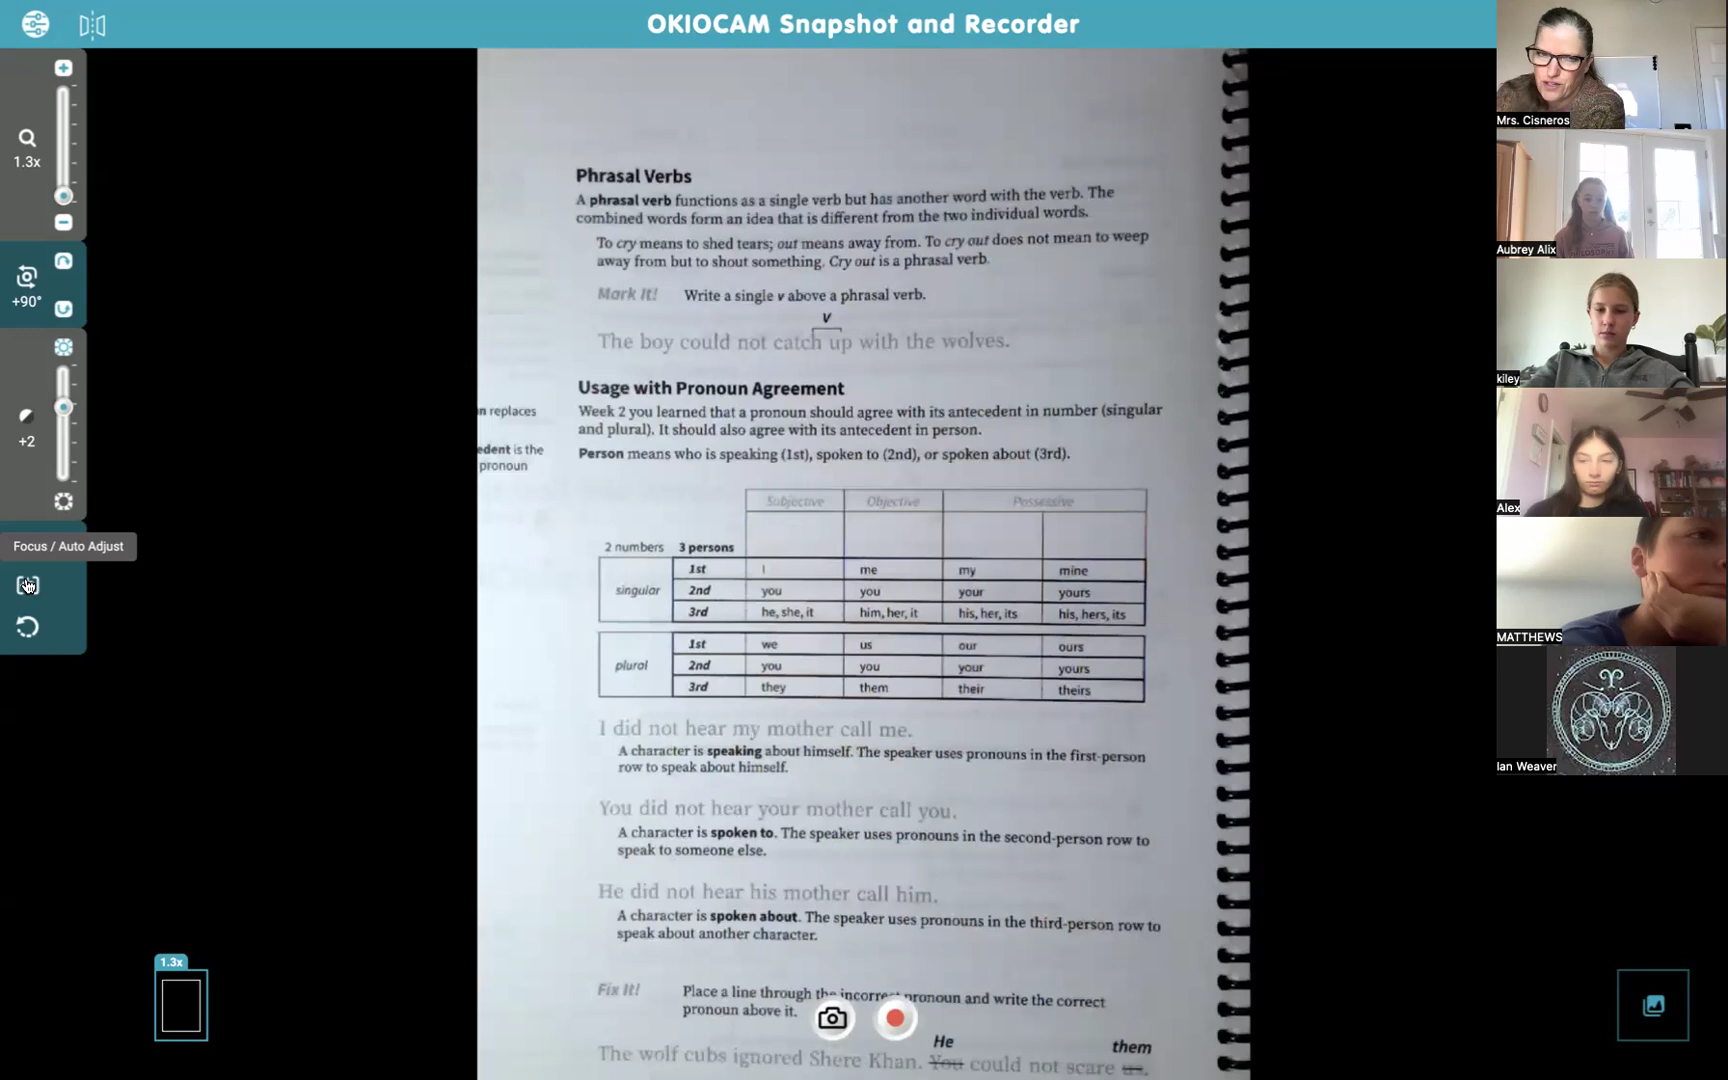 OKIOCAM Snapshot and Recorder
1.3x
+90°
+2
Focus / Auto Adjust
1.3x
Phrasal Verbs
A phrasal verb functions as a single verb but has another word with the verb. The
combined words form an idea that is different from the two individual words.
To cry means to shed tears; out means away from. To cry out does not mean to weep
away from but to shout something. Cry out is a phrasal verb.
Mark It! Write a single v above a phrasal verb.
v
The boy could not catch up with the wolves.
Usage with Pronoun Agreement
n replaces
edent is the
pronoun
Week 2 you learned that a pronoun should agree with its antecedent in number (singular
and plural). It should also agree with its antecedent in person.
Person means who is speaking (1st), spoken to (2nd), or spoken about (3rd).
Subjective Objective Possessive
2 numbers 3 persons
singular
1st I me my mine
2nd you you your yours
3rd he, she, it him, her, it his, her, its his, hers, its
plural
1st we us our ours
2nd you you your yours
3rd they them their theirs
I did not hear my mother call me.
A character is speaking about himself. The speaker uses pronouns in the first-person
row to speak about himself.
You did not hear your mother call you.
A character is spoken to. The speaker uses pronouns in the second-person row to
speak to someone else.
He did not hear his mother call him.
A character is spoken about. The speaker uses pronouns in the third-person row to
speak about another character.
Fix It! Place a line through the incorrect pronoun and write the correct
pronoun above it.
He them
The wolf cubs ignored Shere Khan. You could not scare us.
Mrs. Cisneros
Aubrey Alix
kiley
Alex
MATTHEWS
Ian Weaver